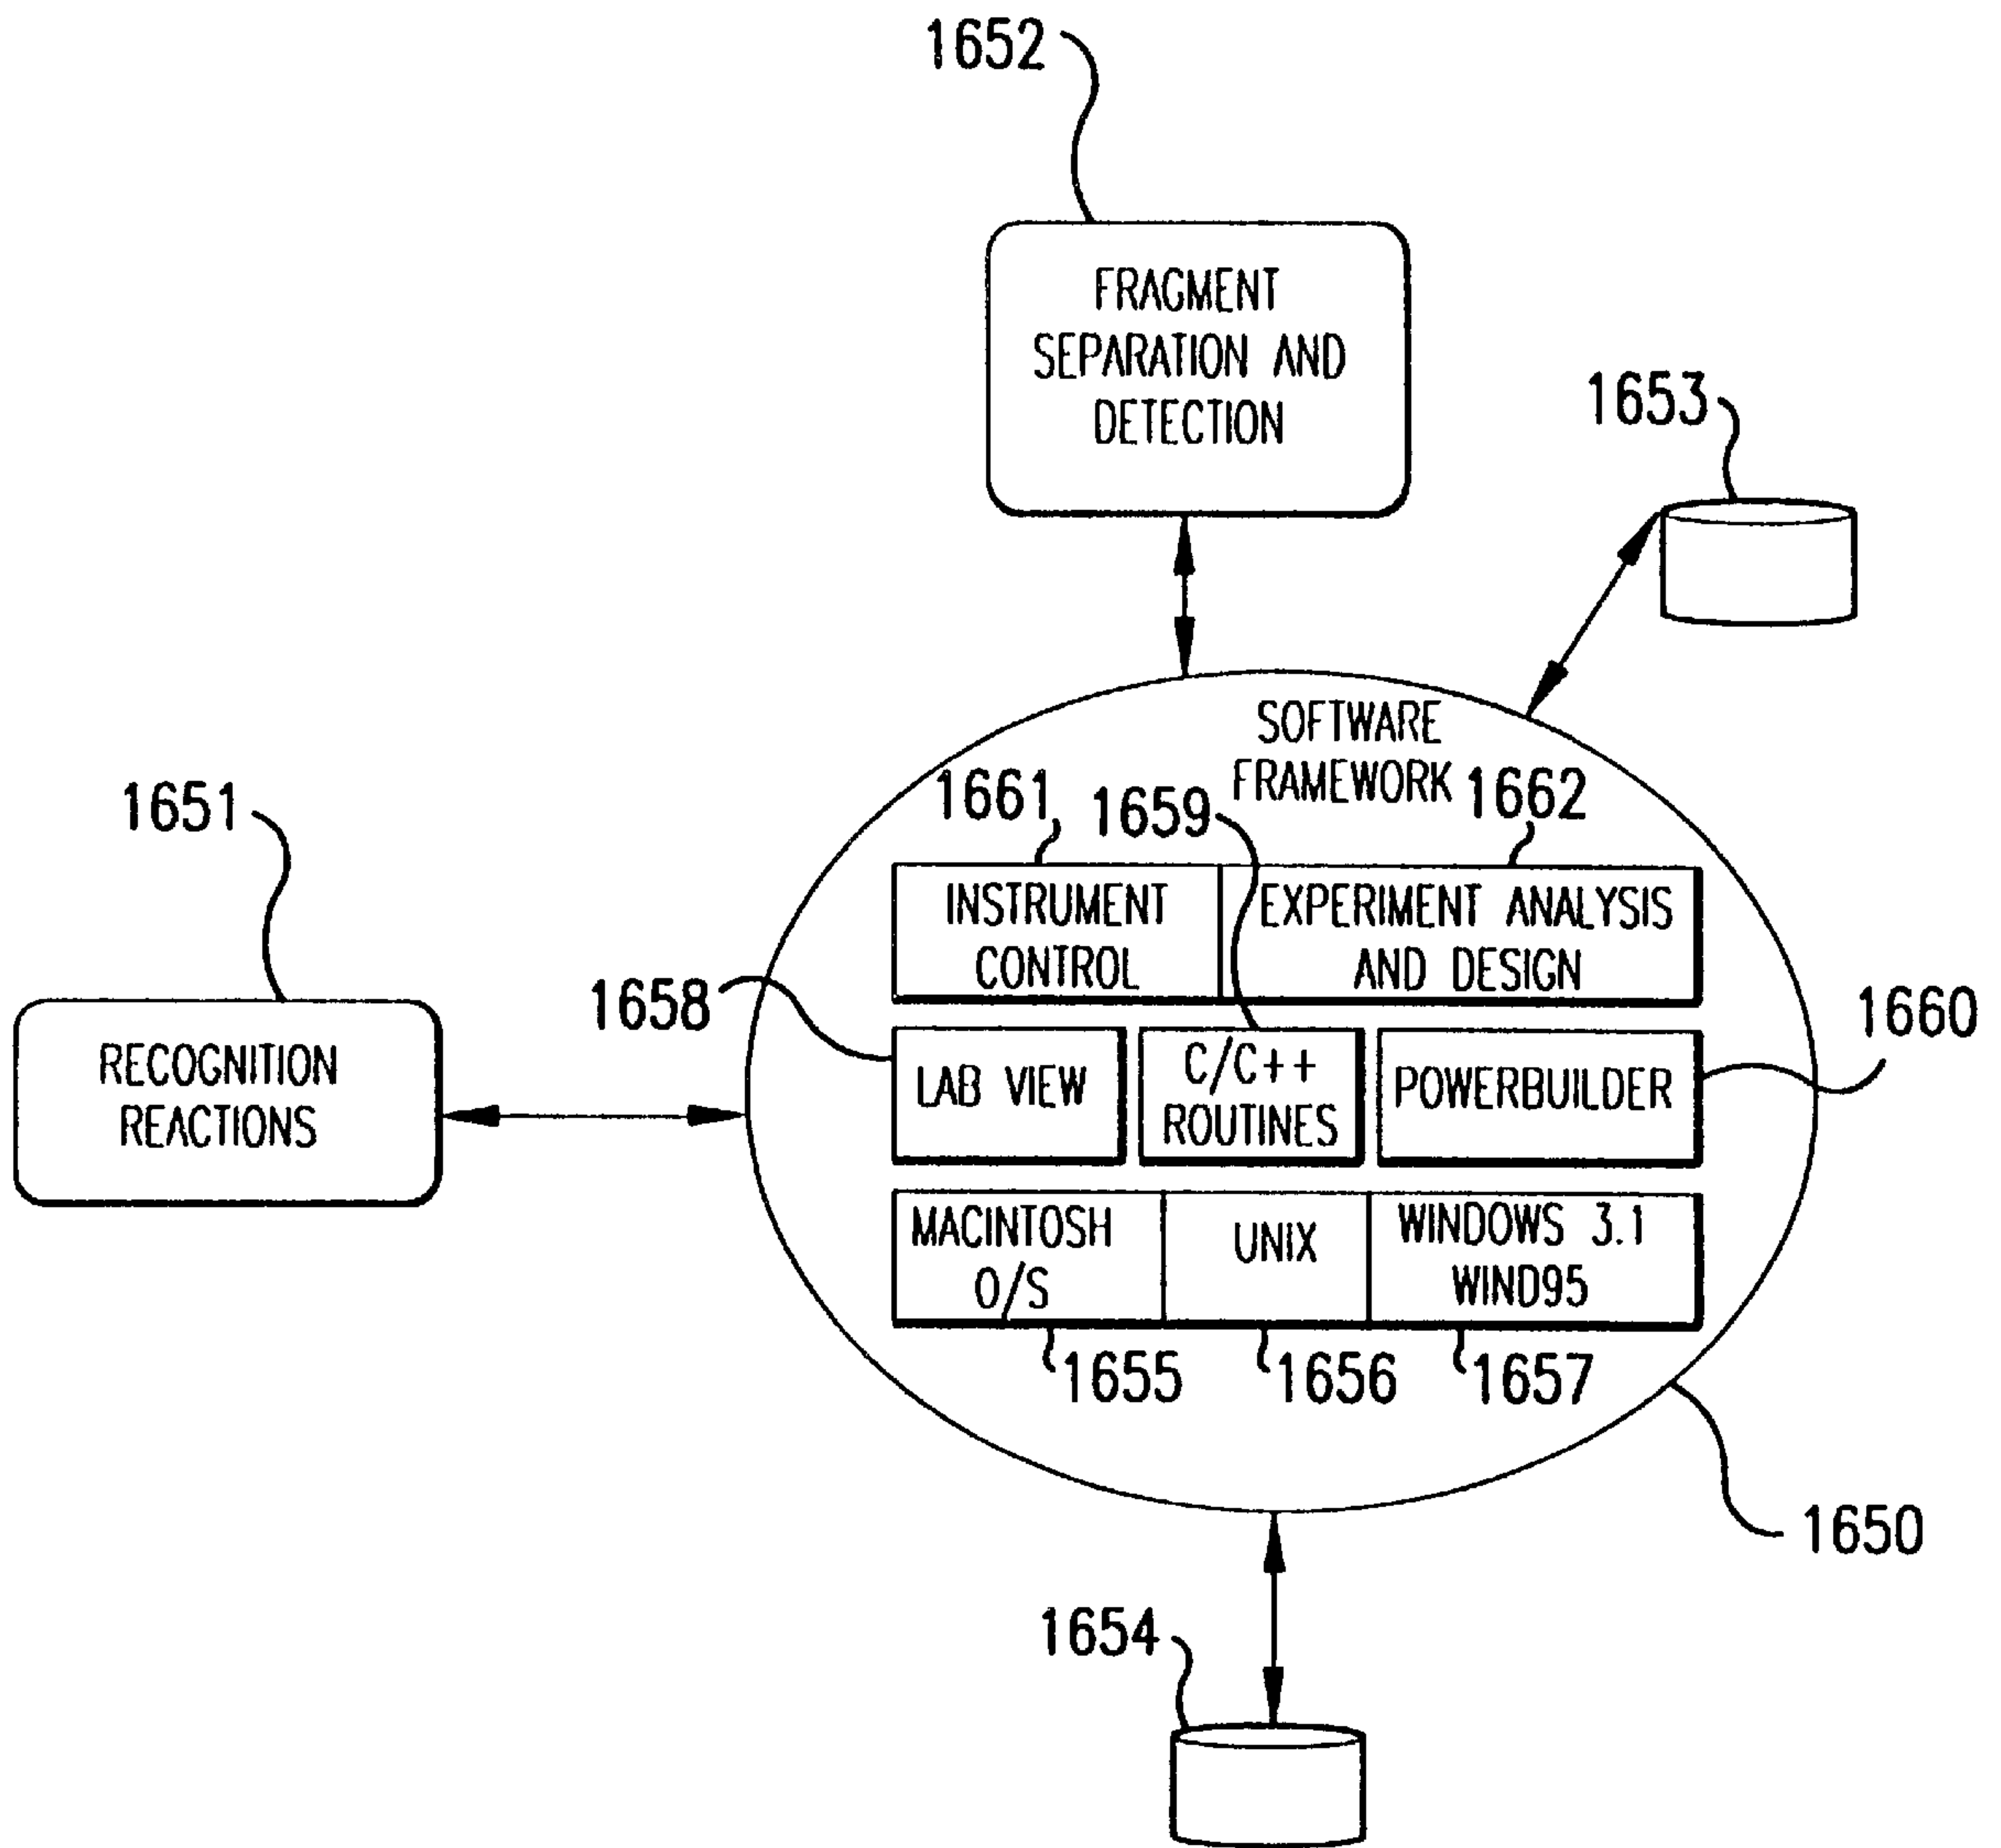 1652
FRAGMENT
SEPARATION AND
DETECTION
1653
SOFTWARE
FRAMEWORK
1651
1661
1659
1662
INSTRUMENT
CONTROL
EXPERIMENT ANALYSIS
AND DESIGN
1658
1660
RECOGNITION
REACTIONS
LAB VIEW
C/C++
ROUTINES
POWERBUILDER
MACINTOSH
O/S
UNIX
WINDOWS 3.1
WIND95
1655
1656
1657
1650
1654